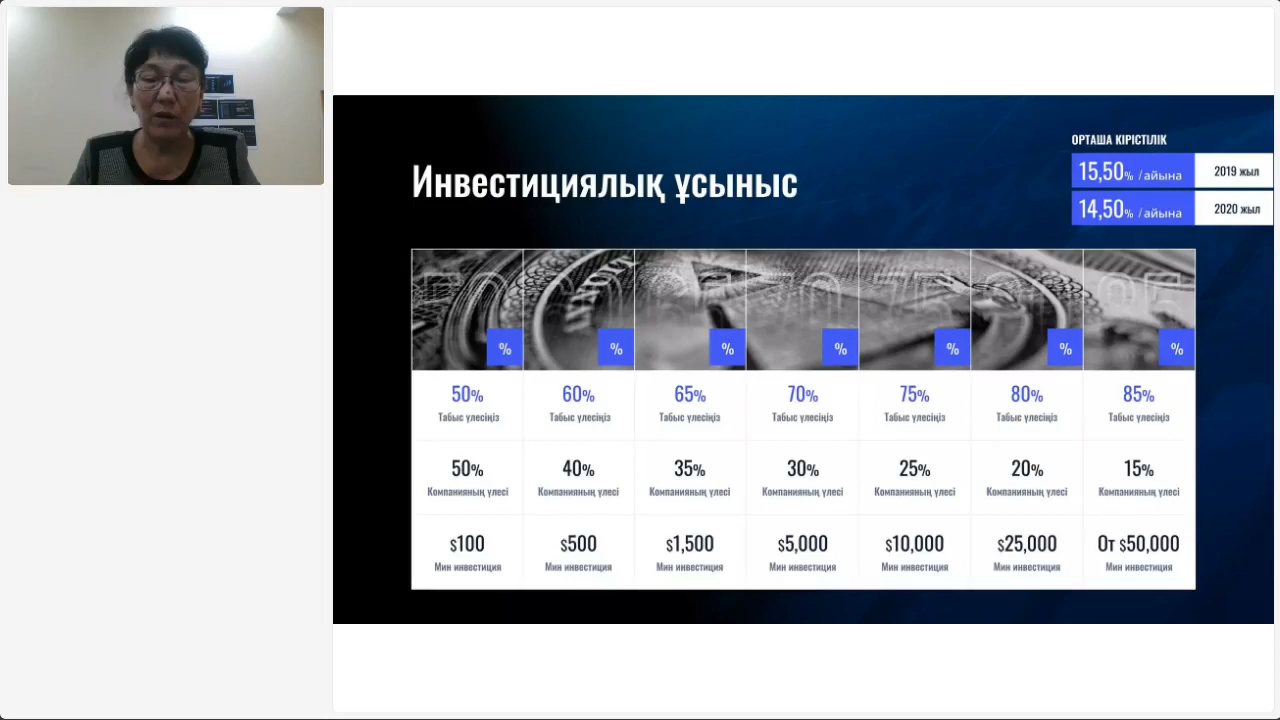 ОРТАША КІРІСТІЛІК
15,50% /айына 2019 жыл
14,50% /айына 2020 жыл
Инвестициялық ұсыныс
% % % % % % %
50% 60% 65% 70% 75% 80% 85%
Табыс үлесіңіз Табыс үлесіңіз Табыс үлесіңіз Табыс үлесіңіз Табыс үлесіңіз Табыс үлесіңіз Табыс үлесіңіз
50% 40% 35% 30% 25% 20% 15%
Компанияның үлесі Компанияның үлесі Компанияның үлесі Компанияның үлесі Компанияның үлесі Компанияның үлесі Компанияның үлесі
$100 $500 $1,500 $5,000 $10,000 $25,000 От $50,000
Мин инвестиция Мин инвестиция Мин инвестиция Мин инвестиция Мин инвестиция Мин инвестиция Мин инвестиция